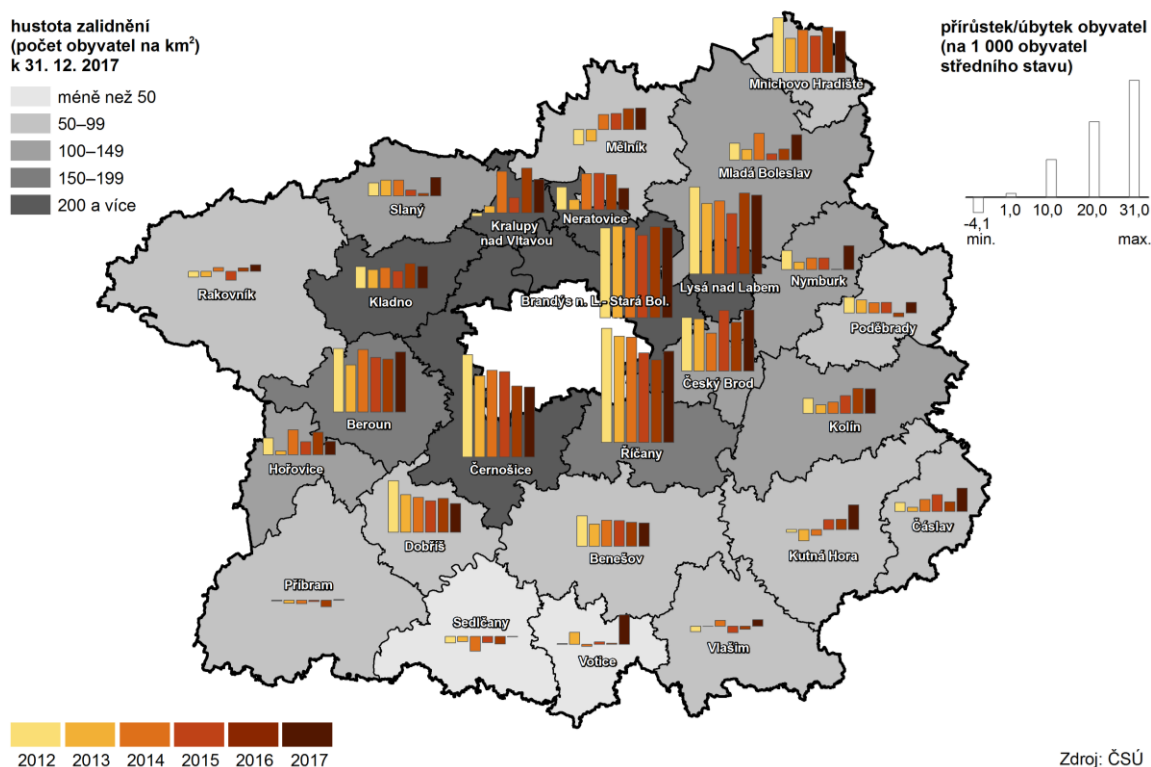 hustota zalidnění
(počet obyvatel na km²)
k 31. 12. 2017
méně než 50
50–99
100–149
150–199
200 a více
přírůstek/úbytek obyvatel
(na 1 000 obyvatel
středního stavu)
-4,1
1,0
10,0
20,0
31,0
min.
max.
Mnichovo Hradiště
Mělník
Mladá Boleslav
Slaný
Kralupy
nad Vltavou
Neratovice
Rakovník
Kladno
Brandýs n. L.- Stará Bol.
Lysá nad Labem
Nymburk
Poděbrady
Český Brod
Beroun
Kolín
Hořovice
Černošice
Říčany
Čáslav
Dobříš
Benešov
Kutná Hora
Příbram
Sedlčany
Votice
Vlašim
2012
2013
2014
2015
2016
2017
Zdroj: ČSÚ